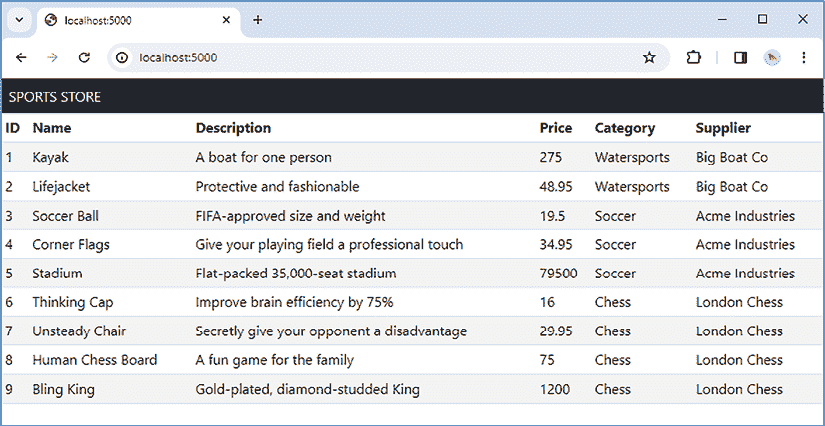 localhost:5000
localhost:5000
SPORTS STORE
ID Name Description Price Category Supplier
1 Kayak A boat for one person 275 Watersports Big Boat Co
2 Lifejacket Protective and fashionable 48.95 Watersports Big Boat Co
3 Soccer Ball FIFA-approved size and weight 19.5 Soccer Acme Industries
4 Corner Flags Give your playing field a professional touch 34.95 Soccer Acme Industries
5 Stadium Flat-packed 35,000-seat stadium 79500 Soccer Acme Industries
6 Thinking Cap Improve brain efficiency by 75% 16 Chess London Chess
7 Unsteady Chair Secretly give your opponent a disadvantage 29.95 Chess London Chess
8 Human Chess Board A fun game for the family 75 Chess London Chess
9 Bling King Gold-plated, diamond-studded King 1200 Chess London Chess